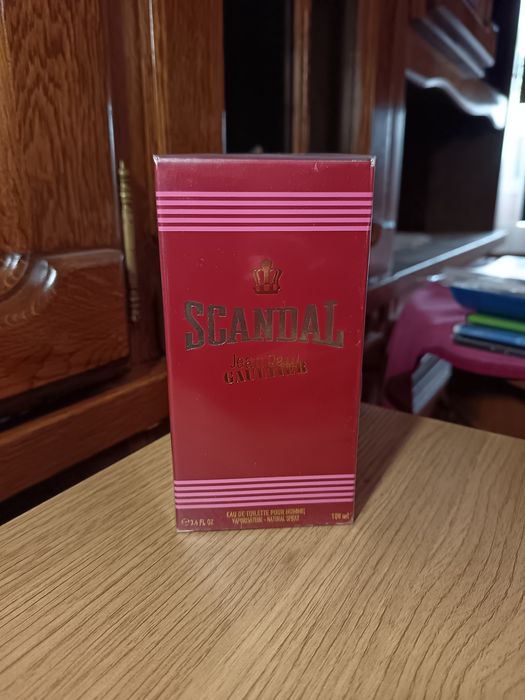 SCANDAL
Jean Paul
GAULTIER
EAU DE TOILETTE POUR HOMME
℮ 3.4 FL OZ VAPORISATEUR - NATURAL SPRAY 100 ml